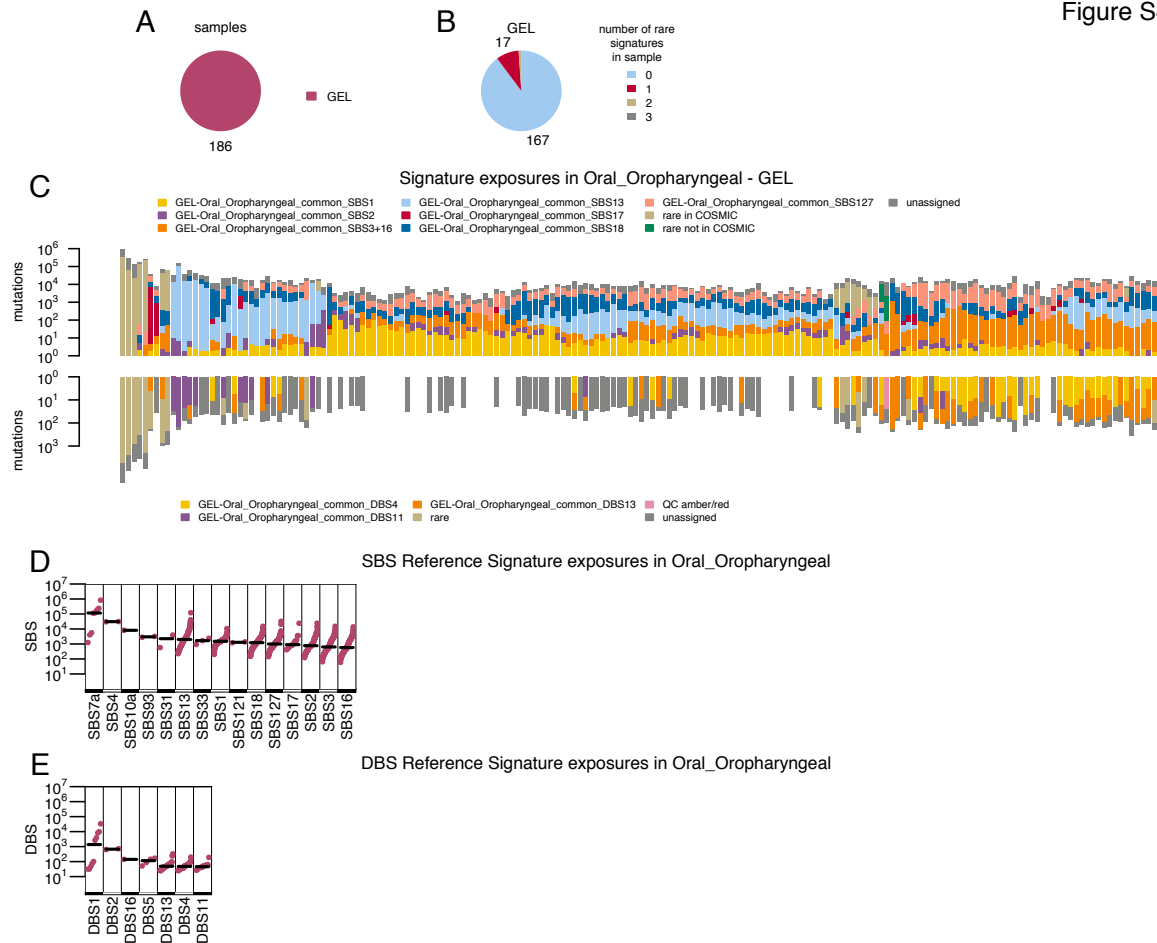 Figure S
A
samples
GEL
186
B
GEL
17
167
number of rare
signatures
in sample
0
1
2
3
C
Signature exposures in Oral_Oropharyngeal - GEL
GEL-Oral_Oropharyngeal_common_SBS1
GEL-Oral_Oropharyngeal_common_SBS2
GEL-Oral_Oropharyngeal_common_SBS3+16
GEL-Oral_Oropharyngeal_common_SBS13
GEL-Oral_Oropharyngeal_common_SBS17
GEL-Oral_Oropharyngeal_common_SBS18
GEL-Oral_Oropharyngeal_common_SBS127
rare in COSMIC
rare not in COSMIC
unassigned
mutations
10^6
10^5
10^4
10^3
10^2
10^1
10^0
mutations
10^0
10^1
10^2
10^3
GEL-Oral_Oropharyngeal_common_DBS4
GEL-Oral_Oropharyngeal_common_DBS11
GEL-Oral_Oropharyngeal_common_DBS13
rare
QC amber/red
unassigned
D
SBS Reference Signature exposures in Oral_Oropharyngeal
SBS
10^7
10^6
10^5
10^4
10^3
10^2
10^1
SBS7a
SBS4
SBS10a
SBS93
SBS31
SBS13
SBS33
SBS1
SBS121
SBS18
SBS127
SBS17
SBS2
SBS3
SBS16
E
DBS Reference Signature exposures in Oral_Oropharyngeal
DBS
10^7
10^6
10^5
10^4
10^3
10^2
10^1
DBS1
DBS2
DBS16
DBS5
DBS13
DBS4
DBS11